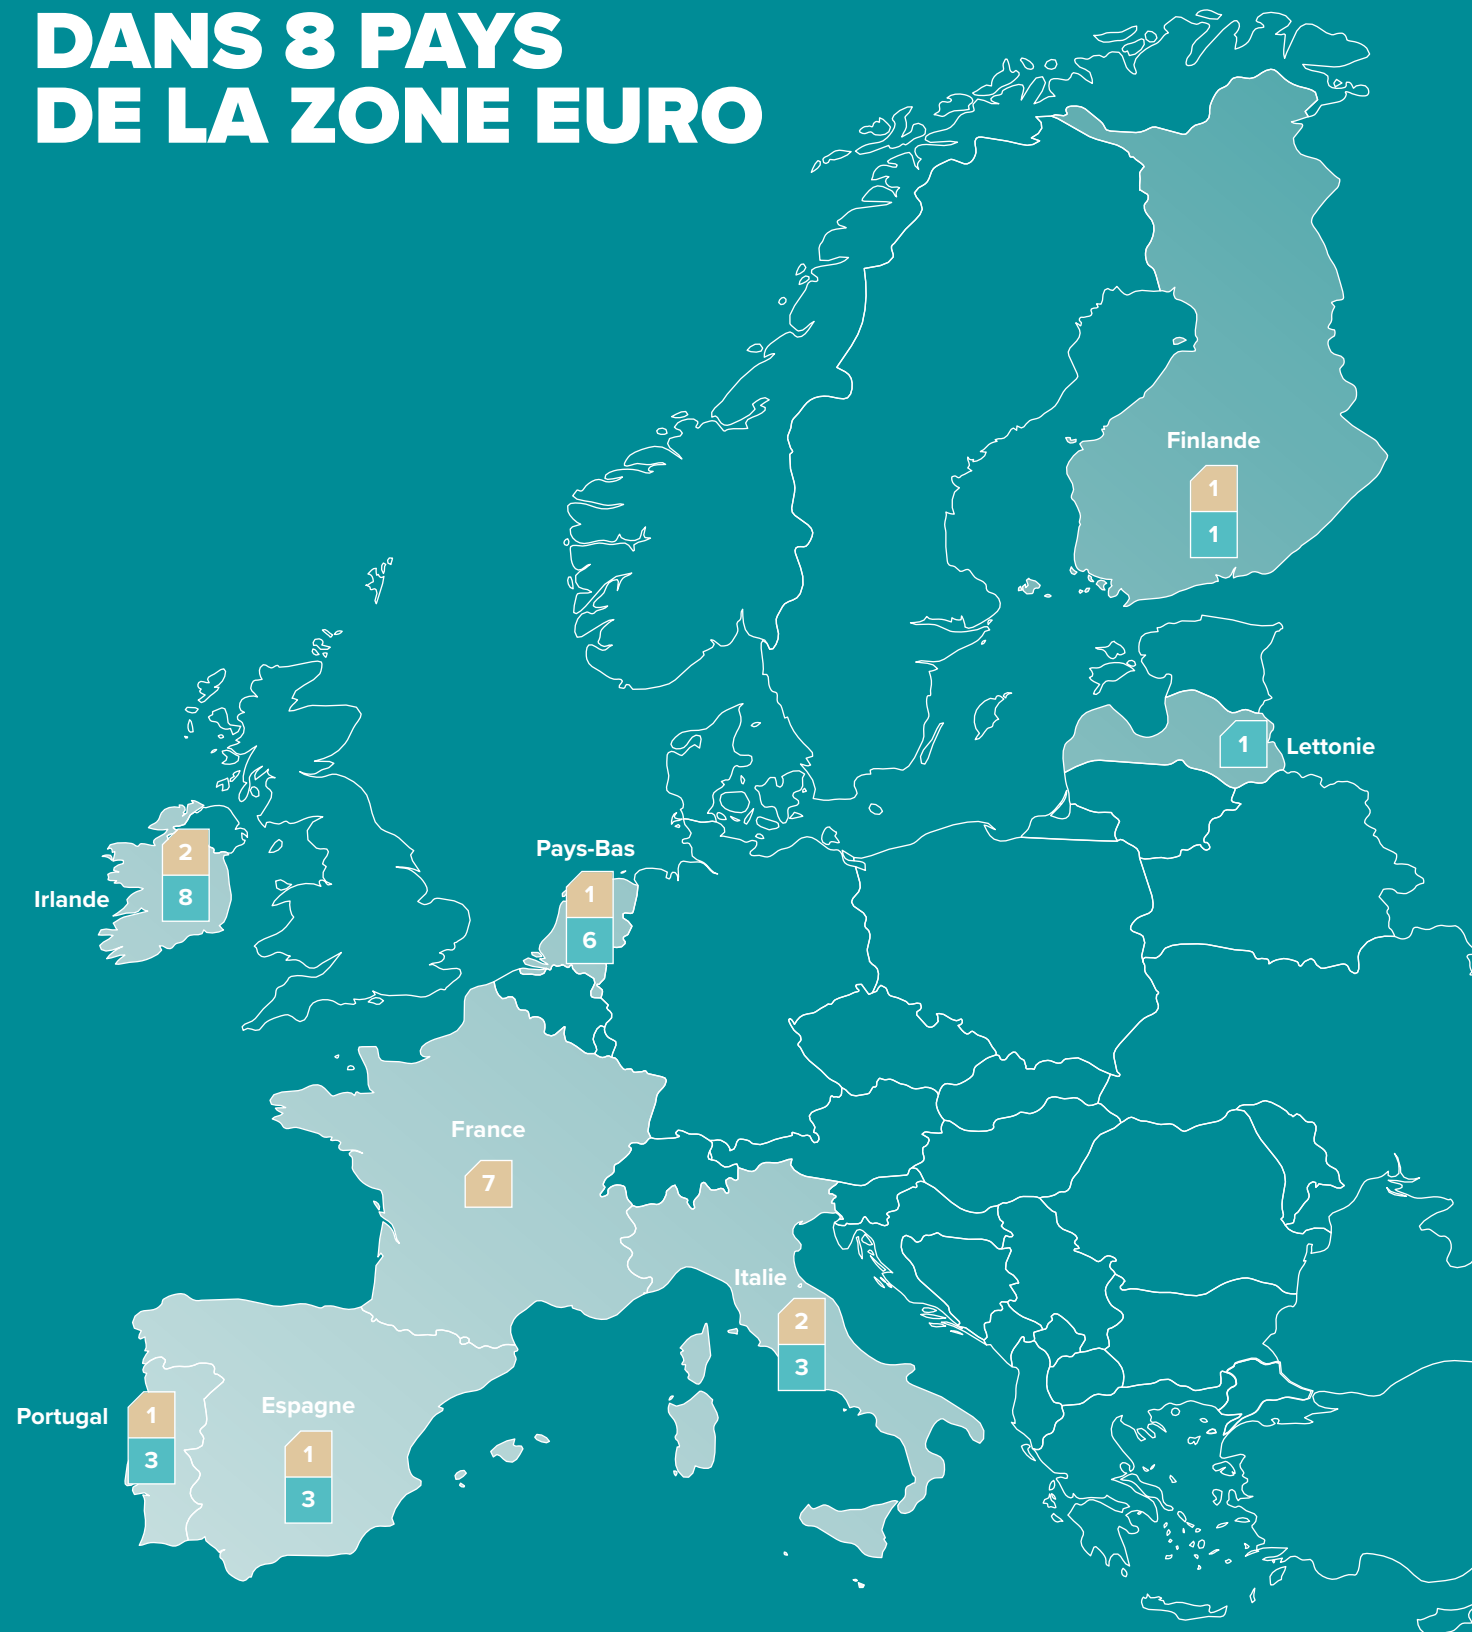 DANS 8 PAYS
DE LA ZONE EURO
Finlande
1
1
1 Lettonie
Irlande
2
8
Pays-Bas
1
6
France
7
Italie
2
3
Portugal
1
3
Espagne
1
3